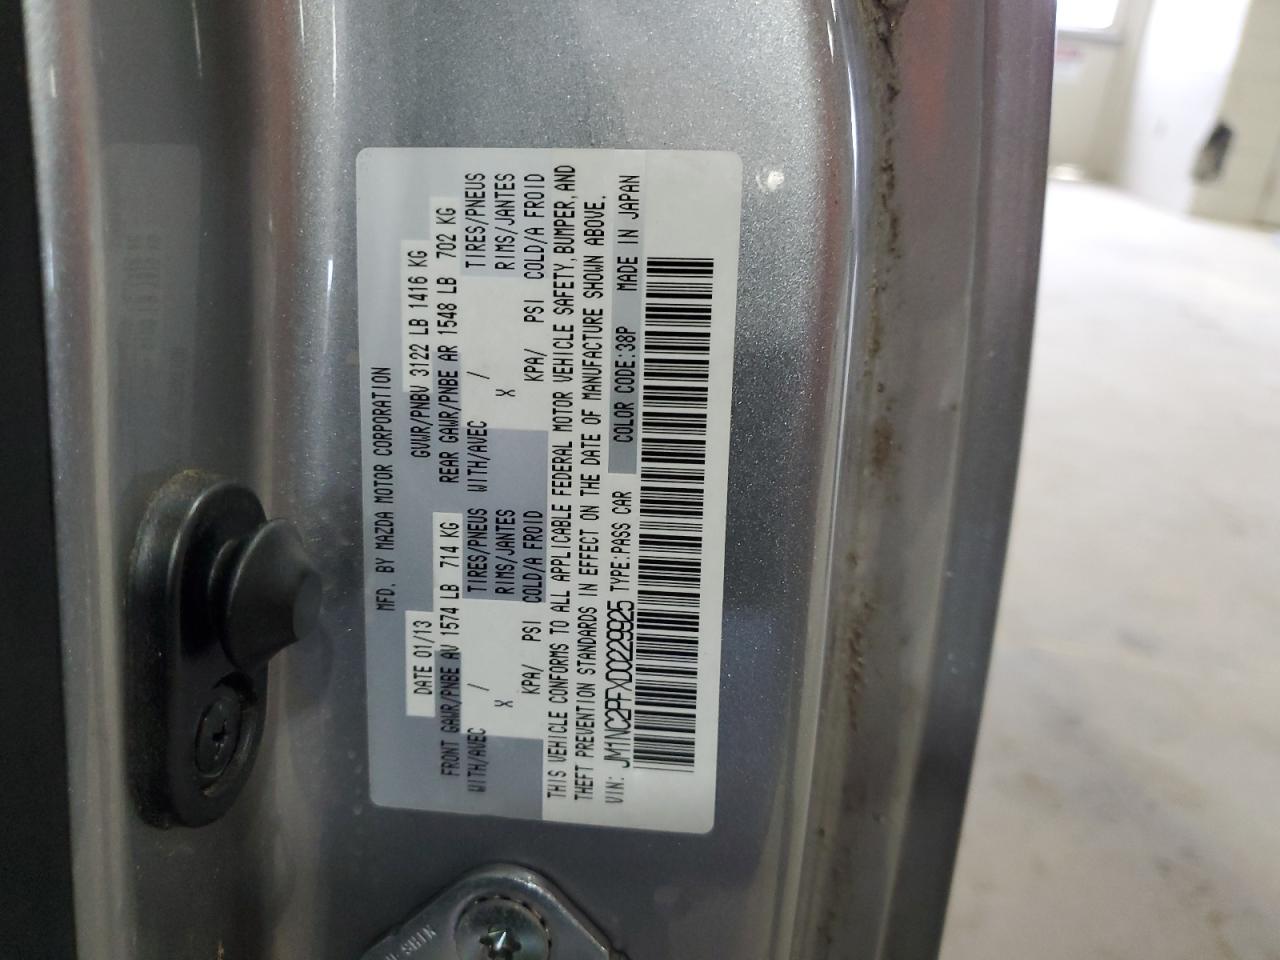 MFD. BY MAZDA MOTOR CORPORATION
DATE 01/13 GVWR/PNBV 3122 LB 1416 KG
FRONT GAWR/PNBE AV 1574 LB 714 KG REAR GAWR/PNBE AR 1548 LB 702 KG
WITH/AVEC / TIRES/PNEUS WITH/AVEC / TIRES/PNEUS
X RIMS/JANTES X RIMS/JANTES
KPA/ PSI COLD/A FROID KPA/ PSI COLD/A FROID
THIS VEHICLE CONFORMS TO ALL APPLICABLE FEDERAL MOTOR VEHICLE SAFETY, BUMPER, AND
THEFT PREVENTION STANDARDS IN EFFECT ON THE DATE OF MANUFACTURE SHOWN ABOVE.
VIN: JM1NC2PFXD0229925 TYPE:PASS CAR COLOR CODE:38P MADE IN JAPAN